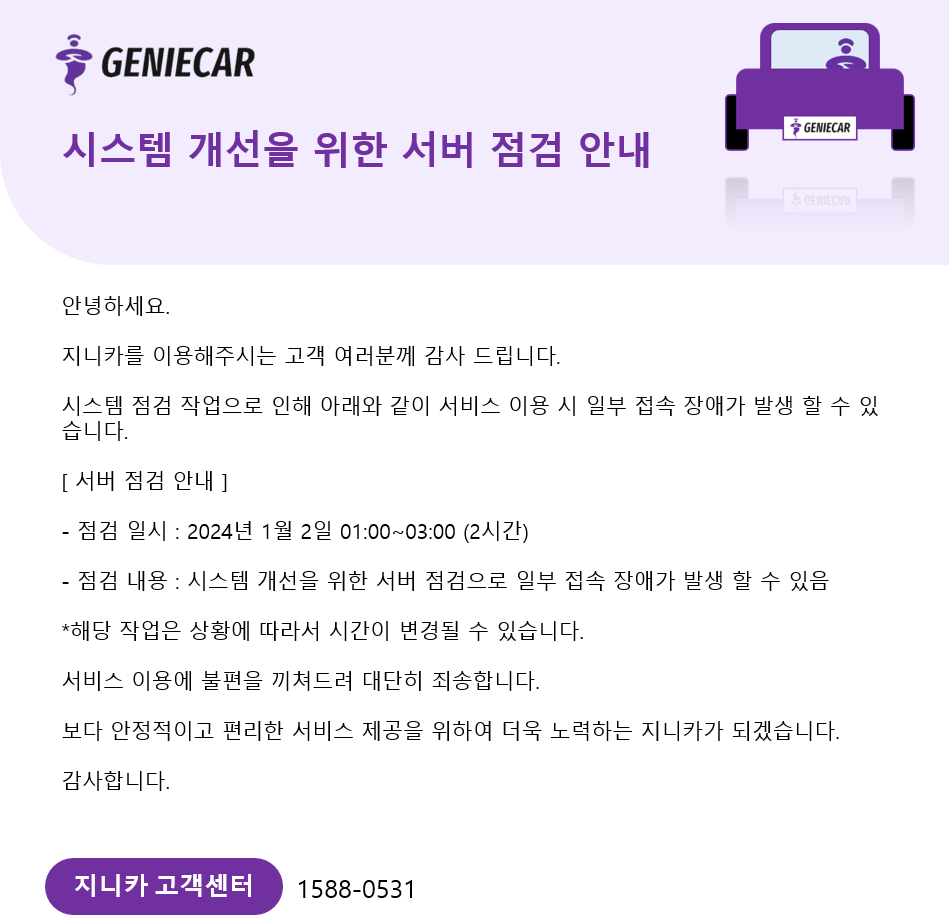 GENIECAR
시스템 개선을 위한 서버 점검 안내
GENIECAR
안녕하세요.
지니카를 이용해주시는 고객 여러분께 감사 드립니다.
시스템 점검 작업으로 인해 아래와 같이 서비스 이용 시 일부 접속 장애가 발생 할 수 있
습니다.
[ 서버 점검 안내 ]
- 점검 일시 : 2024년 1월 2일 01:00~03:00 (2시간)
- 점검 내용 : 시스템 개선을 위한 서버 점검으로 일부 접속 장애가 발생 할 수 있음
*해당 작업은 상황에 따라서 시간이 변경될 수 있습니다.
서비스 이용에 불편을 끼쳐드려 대단히 죄송합니다.
보다 안정적이고 편리한 서비스 제공을 위하여 더욱 노력하는 지니카가 되겠습니다.
감사합니다.
지니카 고객센터 1588-0531